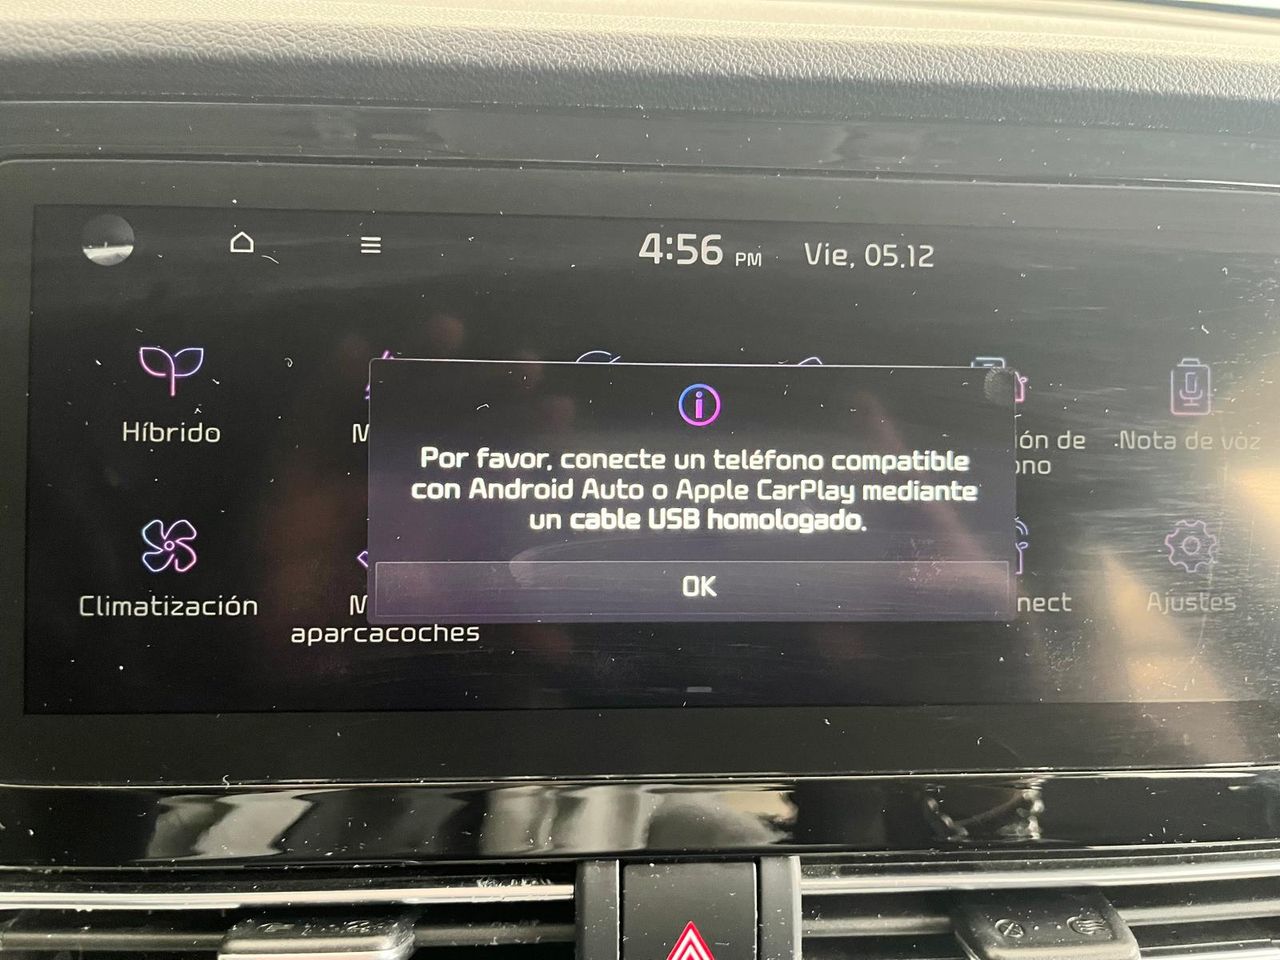 4:56 PM Vie, 05.12
Híbrido
Nota de voz
Por favor, conecte un teléfono compatible
con Android Auto o Apple CarPlay mediante
un cable USB homologado.
OK
Climatización
aparcacoches
Ajustes